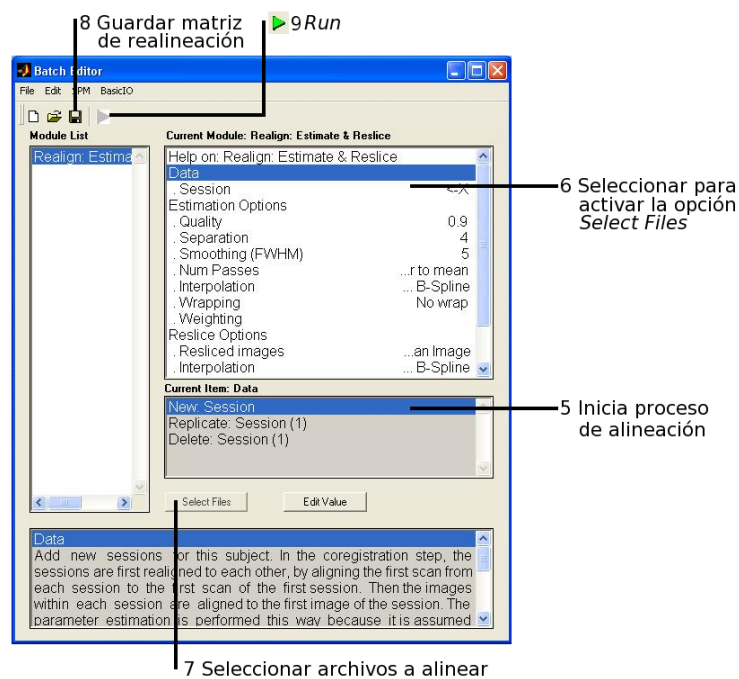 8 Guardar matriz
de realineación
9 Run
Batch Editor
File Edit SPM BasicIO
Module List
Current Module: Realign: Estimate & Reslice
Realign: Estima
Help on: Realign: Estimate & Reslice
Data
. Session <-X
Estimation Options
. Quality 0.9
. Separation 4
. Smoothing (FWHM) 5
. Num Passes ...r to mean
. Interpolation ... B-Spline
. Wrapping No wrap
. Weighting
Reslice Options
. Resliced images ...an Image
. Interpolation ... B-Spline
6 Seleccionar para
activar la opción
Select Files
Current Item: Data
New: Session
Replicate: Session (1)
Delete: Session (1)
5 Inicia proceso
de alineación
Select Files Edit Value
Data
Add new sessions for this subject. In the coregistration step, the
sessions are first realigned to each other, by aligning the first scan from
each session to the first scan of the first session. Then the images
within each session are aligned to the first image of the session. The
parameter estimation is performed this way because it is assumed
7 Seleccionar archivos a alinear